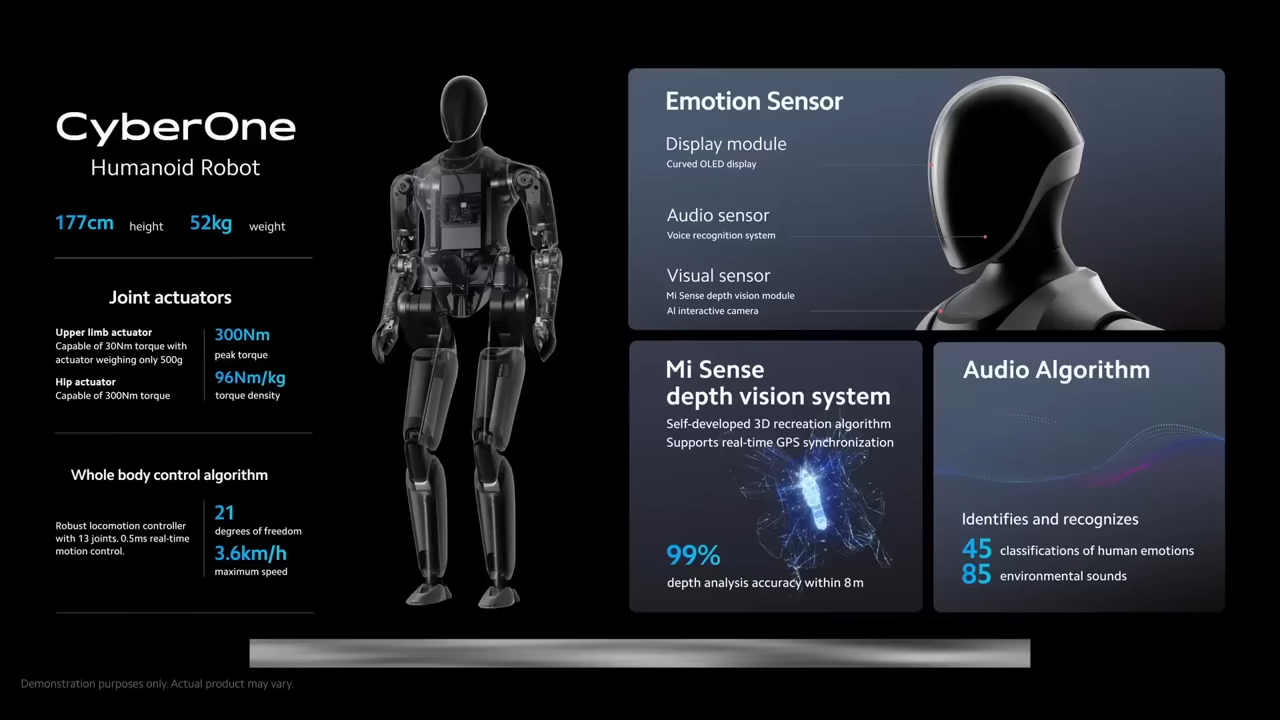 CyberOne
Humanoid Robot
177cm height 52kg weight
Joint actuators
Upper limb actuator
Capable of 30Nm torque with
actuator weighing only 500g
Hip actuator
Capable of 300Nm torque
300Nm
peak torque
96Nm/kg
torque density
Whole body control algorithm
Robust locomotion controller
with 13 joints. 0.5ms real-time
motion control.
21
degrees of freedom
3.6km/h
maximum speed
Emotion Sensor
Display module
Curved OLED display
Audio sensor
Voice recognition system
Visual sensor
Mi Sense depth vision module
AI interactive camera
Mi Sense
depth vision system
Self-developed 3D recreation algorithm
Supports real-time GPS synchronization
99%
depth analysis accuracy within 8m
Audio Algorithm
Identifies and recognizes
45 classifications of human emotions
85 environmental sounds
Demonstration purposes only. Actual product may vary.